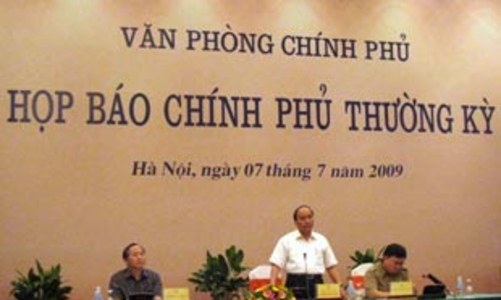 VĂN PHÒNG CHÍNH PHỦ
HỌP BÁO CHÍNH PHỦ THƯỜNG KỲ
Hà Nội, ngày 07 tháng 7 năm 2009